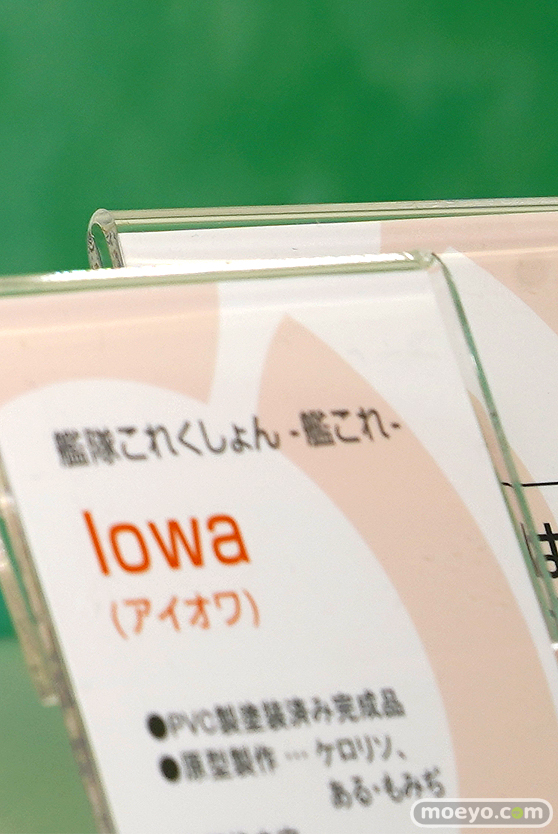 艦隊これくしょん -艦これ-
Iowa
(アイオワ)
●PVC製塗装済み完成品
●原型製作 … ケロリソ、
ある・もみぢ
は
moeyo.com